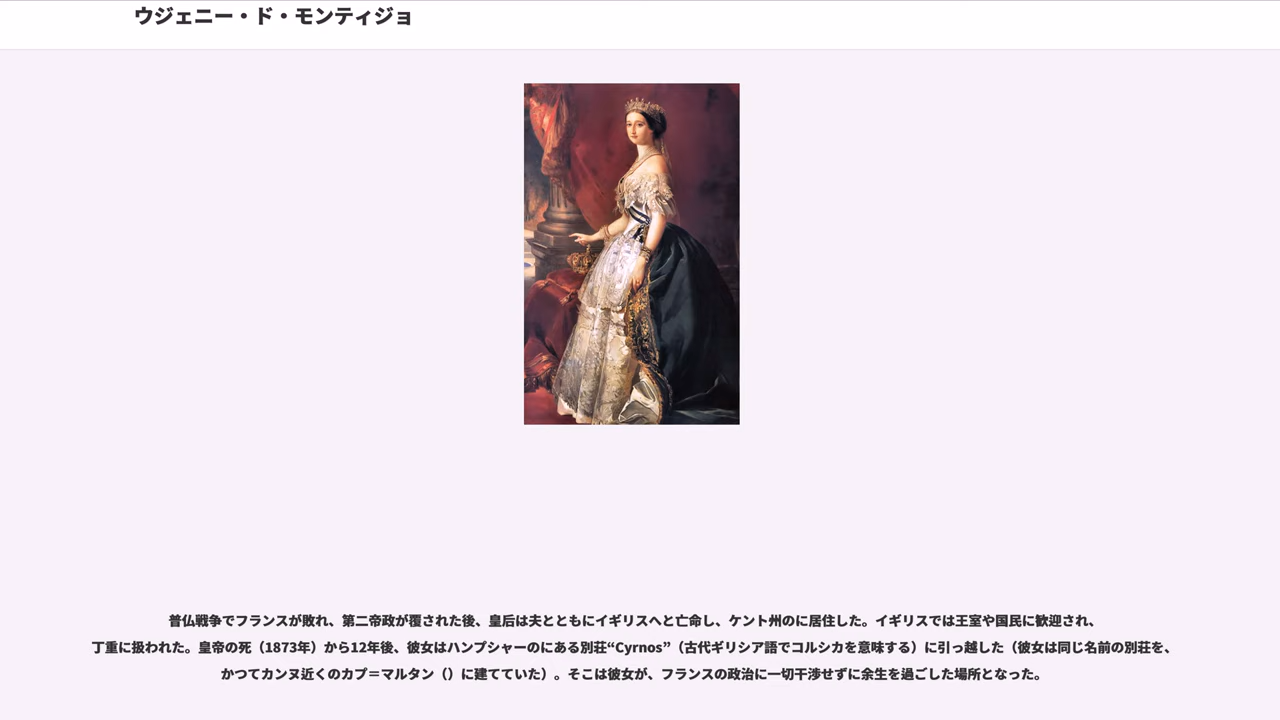 ウジェニー・ド・モンティジョ
普仏戦争でフランスが敗れ、第二帝政が覆された後、皇后は夫とともにイギリスへと亡命し、ケント州のに居住した。イギリスでは王室や国民に歓迎され、
丁重に扱われた。皇帝の死（1873年）から12年後、彼女はハンプシャーのにある別荘“Cyrnos”（古代ギリシア語でコルシカを意味する）に引っ越した（彼女は同じ名前の別荘を、
かつてカンヌ近くのカプ＝マルタン（）に建てていた）。そこは彼女が、フランスの政治に一切干渉せずに余生を過ごした場所となった。